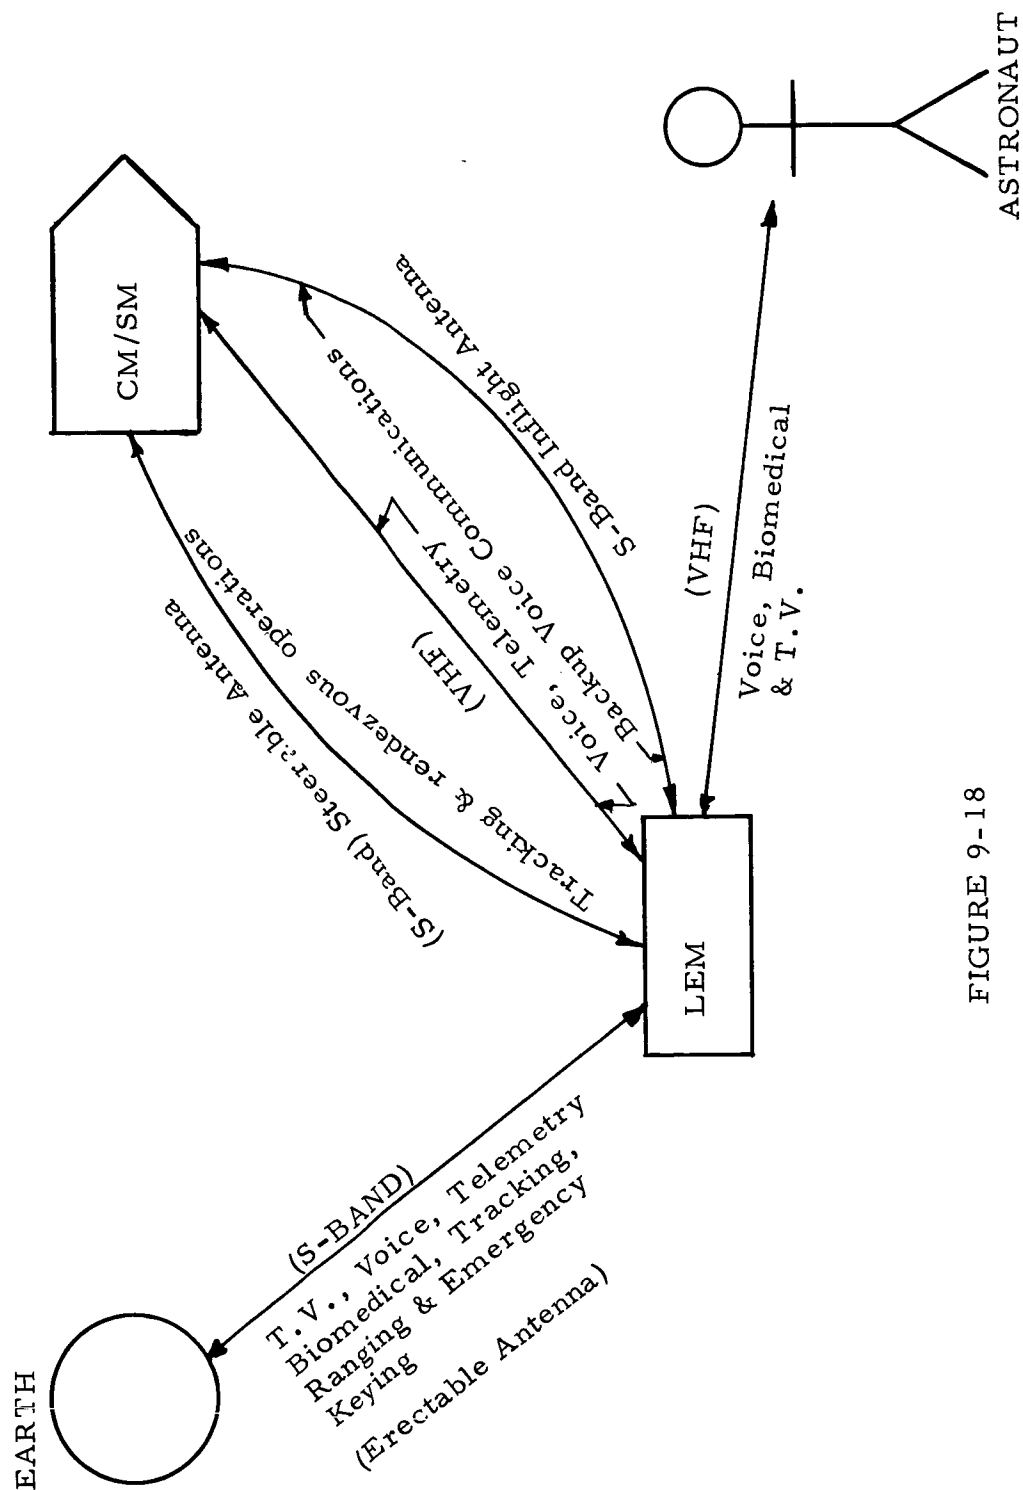 EARTH
(S-BAND)
T.V., Voice, Telemetry
Biomedical, Tracking,
Ranging & Emergency
Keying
(Erectable Antenna)
CM/SM
(S-Band) Antenna
Tracking & rendezvous operations
(VHF)
Voice, Telemetry
Backup Voice Communications
S-Band Inflight Antenna
LEM
(VHF)
Voice, Biomedical
& T.V.
ASTRONAUT
FIGURE 9-18